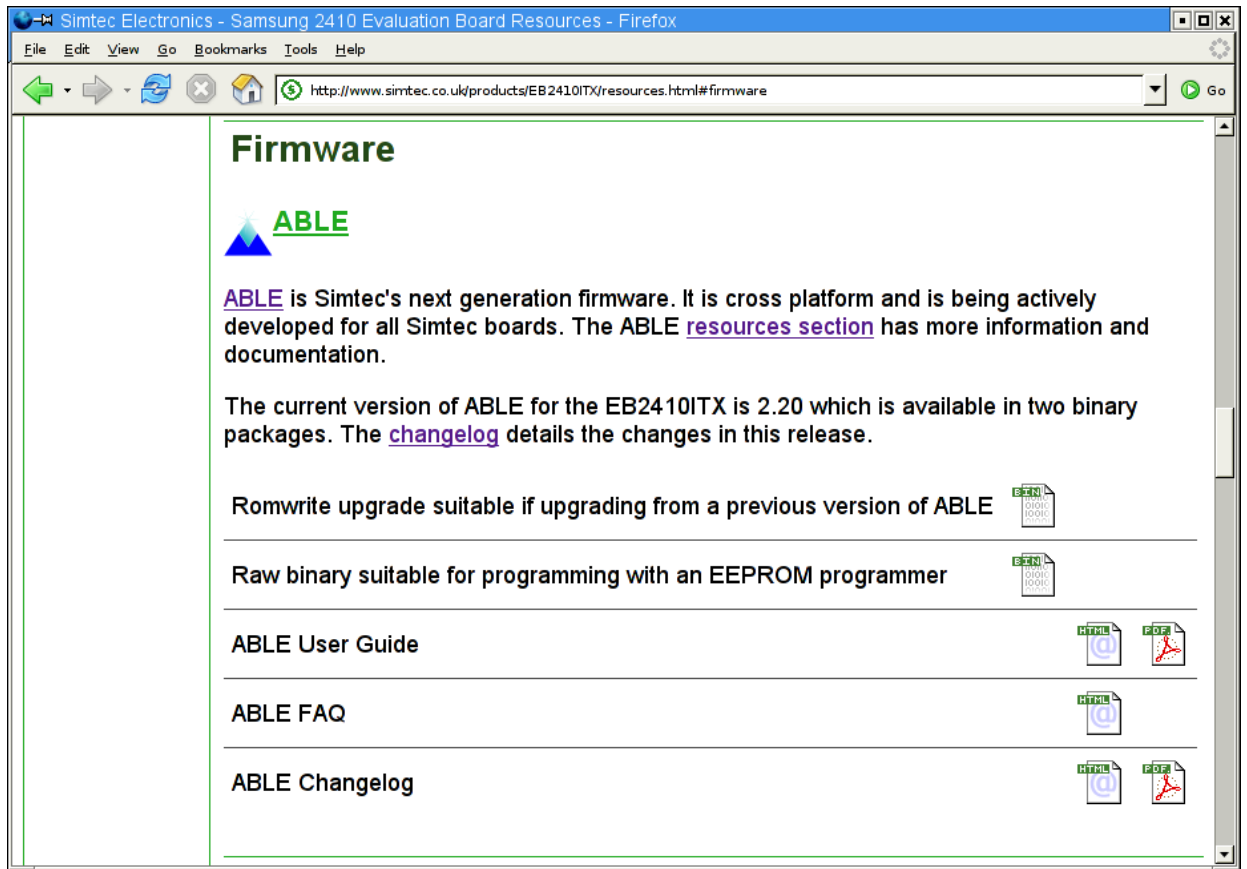 Simtec Electronics - Samsung 2410 Evaluation Board Resources - Firefox
File Edit View Go Bookmarks Tools Help
http://www.simtec.co.uk/products/EB2410ITX/resources.html#firmware Go
Firmware
ABLE
ABLE is Simtec's next generation firmware. It is cross platform and is being actively
developed for all Simtec boards. The ABLE resources section has more information and
documentation.
The current version of ABLE for the EB2410ITX is 2.20 which is available in two binary
packages. The changelog details the changes in this release.
Romwrite upgrade suitable if upgrading from a previous version of ABLE BIN
Raw binary suitable for programming with an EEPROM programmer BIN
ABLE User Guide HTML @ PDF
ABLE FAQ HTML @
ABLE Changelog HTML @ PDF